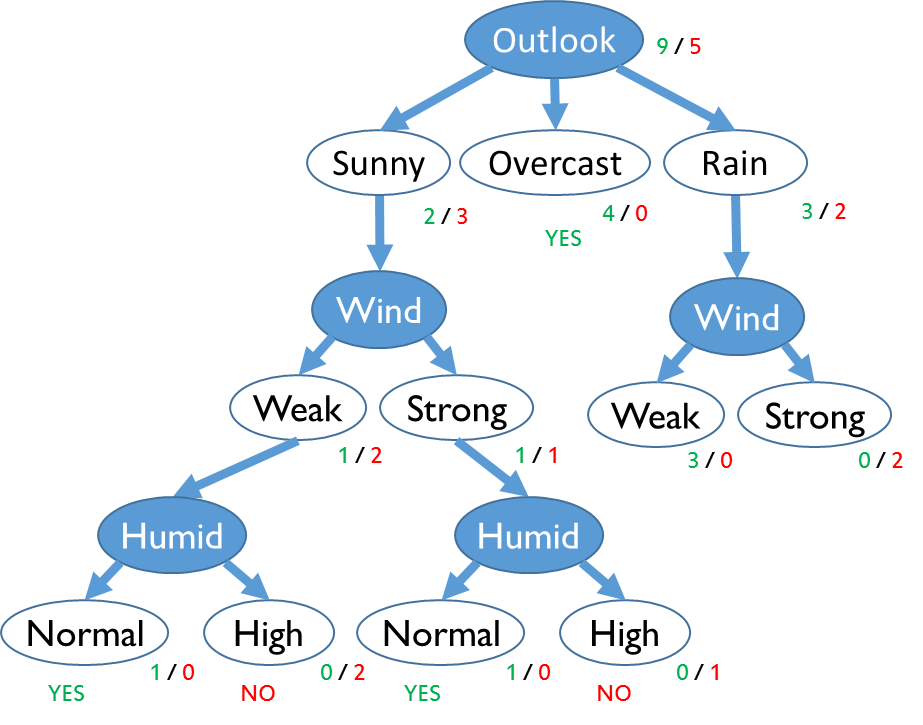 Outlook 9 / 5
Sunny Overcast Rain
2 / 3 4 / 0 3 / 2
YES
Wind Wind
Weak Strong Weak Strong
1 / 2 1 / 1 3 / 0 0 / 2
Humid Humid
Normal High Normal High
1 / 0 0 / 2 1 / 0 0 / 1
YES NO YES NO